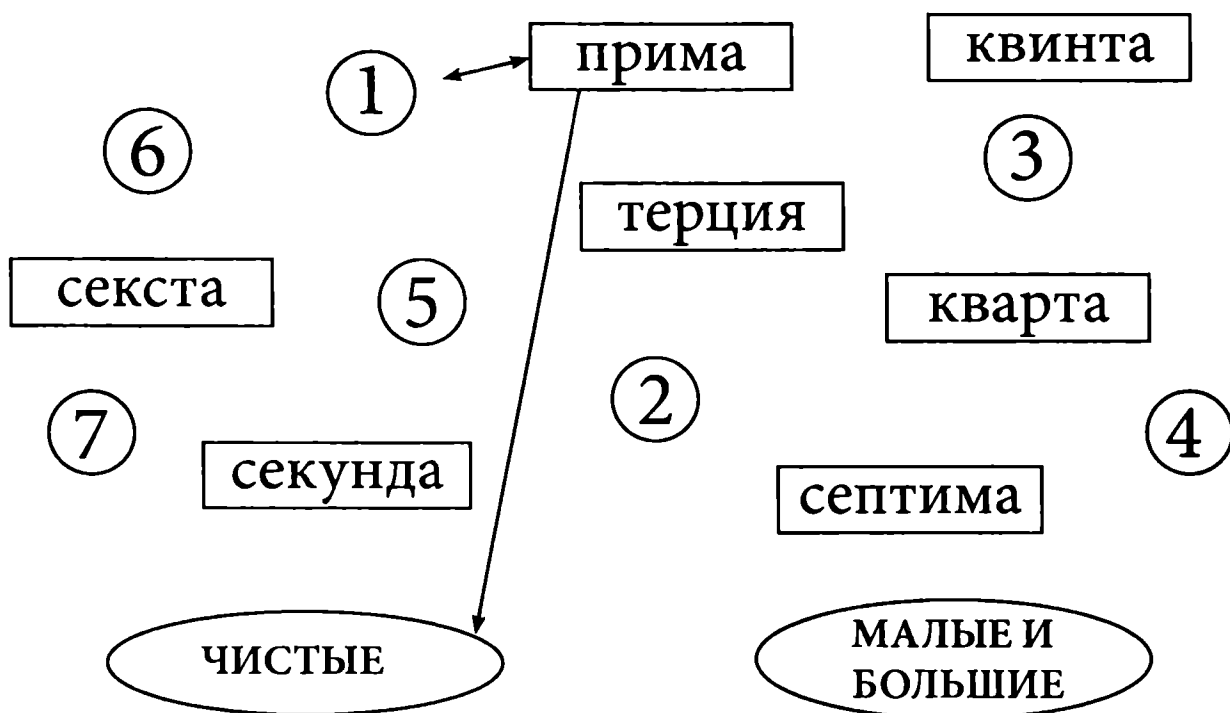 прима
квинта
1
6
3
терция
секста
5
кварта
2
7
4
секунда
септима
ЧИСТЫЕ
МАЛЫЕ И
БОЛЬШИЕ